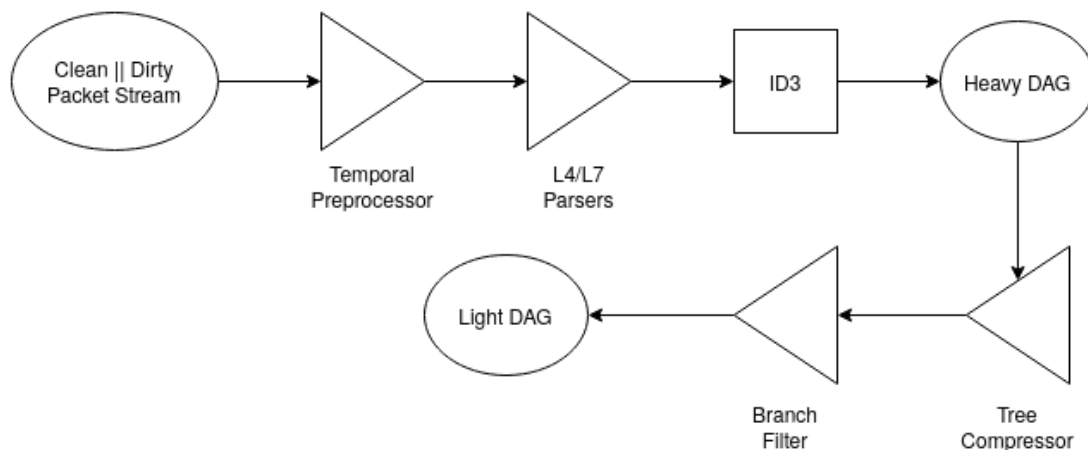 Clean || Dirty
Packet Stream
Temporal
Preprocessor
L4/L7
Parsers
ID3
Heavy DAG
Light DAG
Branch
Filter
Tree
Compressor